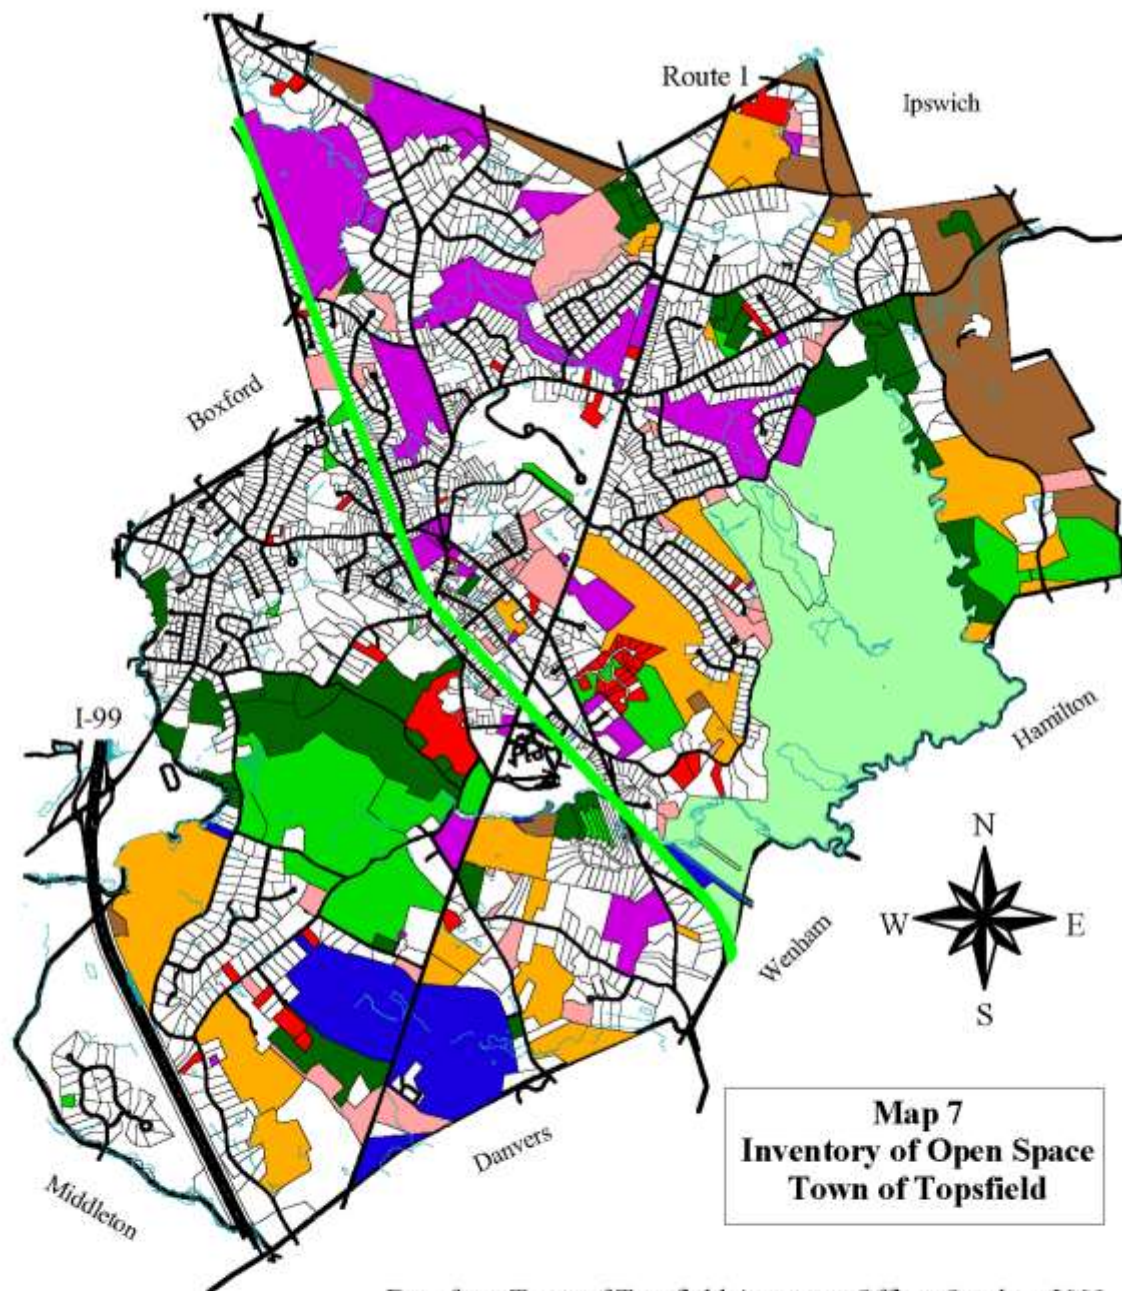 Route 1
Ipswich
Boxford
I-99
Hamilton
N
W
E
S
Wenham
Map 7
Inventory of Open Space
Town of Topsfield
Danvers
Middleton